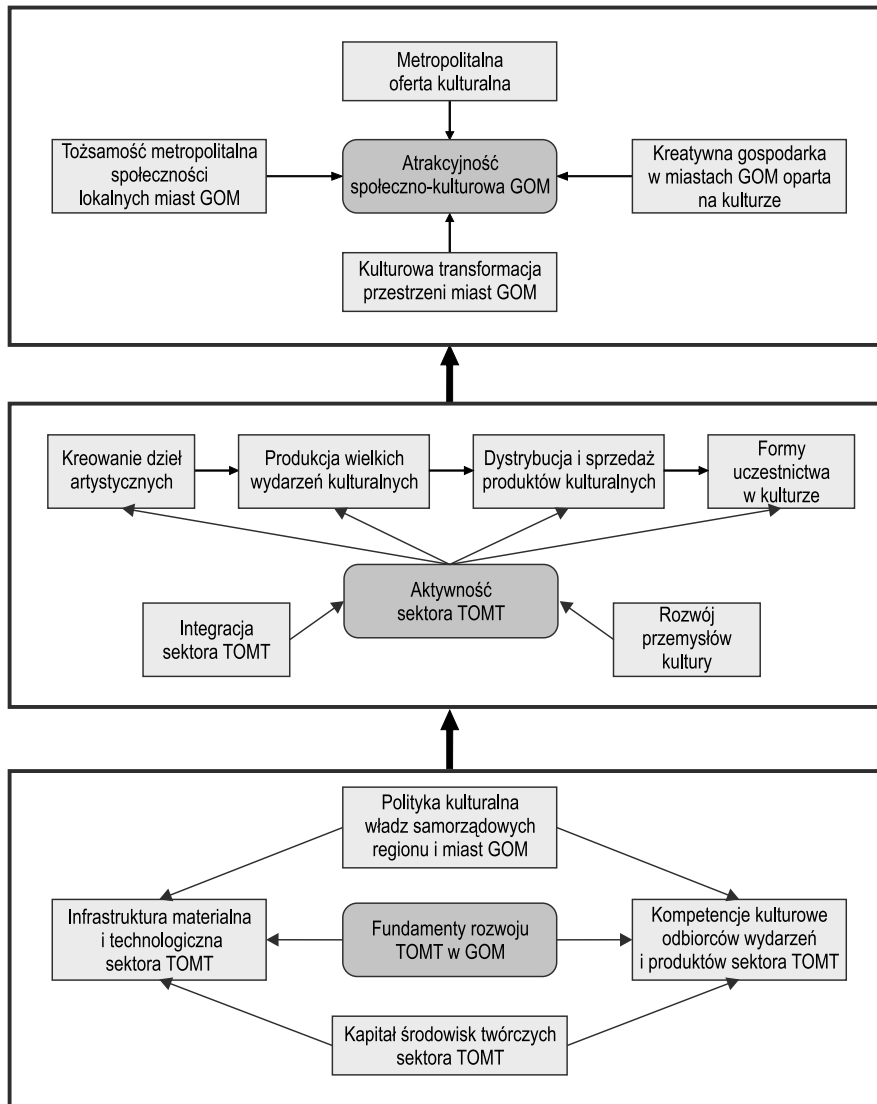 Metropolitalna
oferta kulturalna
Tożsamość metropolitalna
społeczności
lokalnych miast GOM
Atrakcyjność
społeczno-kulturowa GOM
Kreatywna gospodarka
w miastach GOM oparta
na kulturze
Kulturowa transformacja
przestrzeni miast GOM
Kreowanie dzieł
artystycznych
Produkcja wielkich
wydarzeń kulturalnych
Dystrybucja i sprzedaż
produktów kulturalnych
Formy
uczestnictwa
w kulturze
Aktywność
sektora TOMT
Integracja
sektora TOMT
Rozwój
przemysłów
kultury
Polityka kulturalna
władz samorządowych
regionu i miast GOM
Infrastruktura materialna
i technologiczna
sektora TOMT
Fundamenty rozwoju
TOMT w GOM
Kompetencje kulturowe
odbiorców wydarzeń
i produktów sektora TOMT
Kapitał środowisk twórczych
sektora TOMT